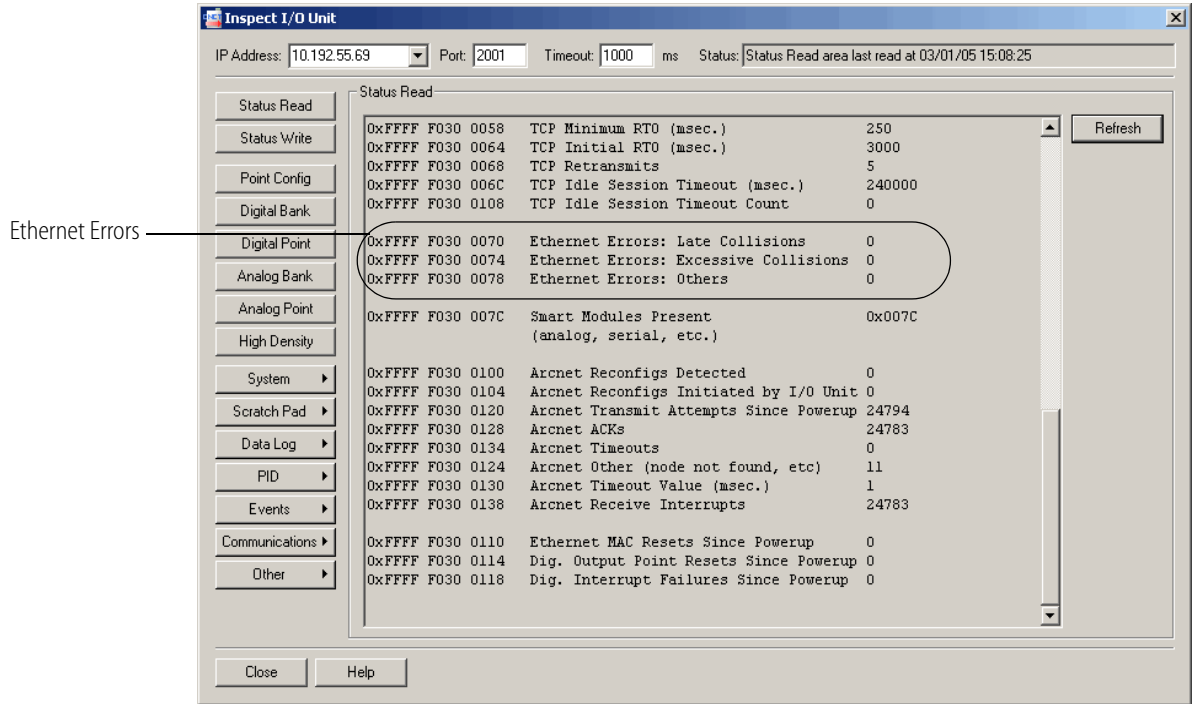 Inspect I/O Unit
IP Address: 10.192.55.69 Port: 2001 Timeout: 1000 ms Status: Status Read area last read at 03/01/05 15:08:25
Status Read
Status Write
Point Config
Digital Bank
Digital Point
Analog Bank
Analog Point
High Density
System
Scratch Pad
Data Log
PID
Events
Communications
Other
Ethernet Errors
Status Read
0xFFFF F030 0058 TCP Minimum RTO (msec.) 250
0xFFFF F030 0064 TCP Initial RTO (msec.) 3000
0xFFFF F030 0068 TCP Retransmits 5
0xFFFF F030 006C TCP Idle Session Timeout (msec.) 240000
0xFFFF F030 0108 TCP Idle Session Timeout Count 0
0xFFFF F030 0070 Ethernet Errors: Late Collisions 0
0xFFFF F030 0074 Ethernet Errors: Excessive Collisions 0
0xFFFF F030 0078 Ethernet Errors: Others 0
0xFFFF F030 007C Smart Modules Present 0x007C
(analog, serial, etc.)
0xFFFF F030 0100 Arcnet Reconfigs Detected 0
0xFFFF F030 0104 Arcnet Reconfigs Initiated by I/O Unit 0
0xFFFF F030 0120 Arcnet Transmit Attempts Since Powerup 24794
0xFFFF F030 0128 Arcnet ACKs 24783
0xFFFF F030 0134 Arcnet Timeouts 0
0xFFFF F030 0124 Arcnet Other (node not found, etc) 11
0xFFFF F030 0130 Arcnet Timeout Value (msec.) 1
0xFFFF F030 0138 Arcnet Receive Interrupts 24783
0xFFFF F030 0110 Ethernet MAC Resets Since Powerup 0
0xFFFF F030 0114 Dig. Output Point Resets Since Powerup 0
0xFFFF F030 0118 Dig. Interrupt Failures Since Powerup 0
Refresh
Close
Help